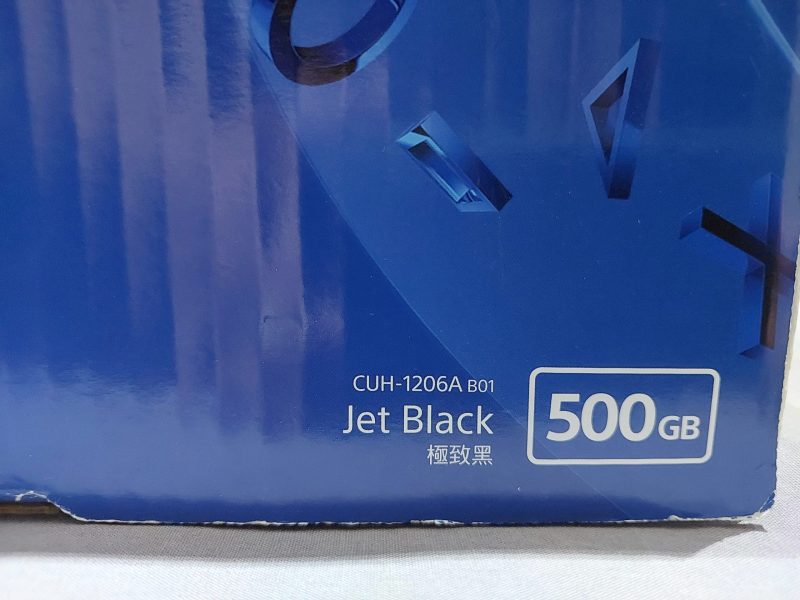 CUH-1206A B01
Jet Black
極致黑
500GB